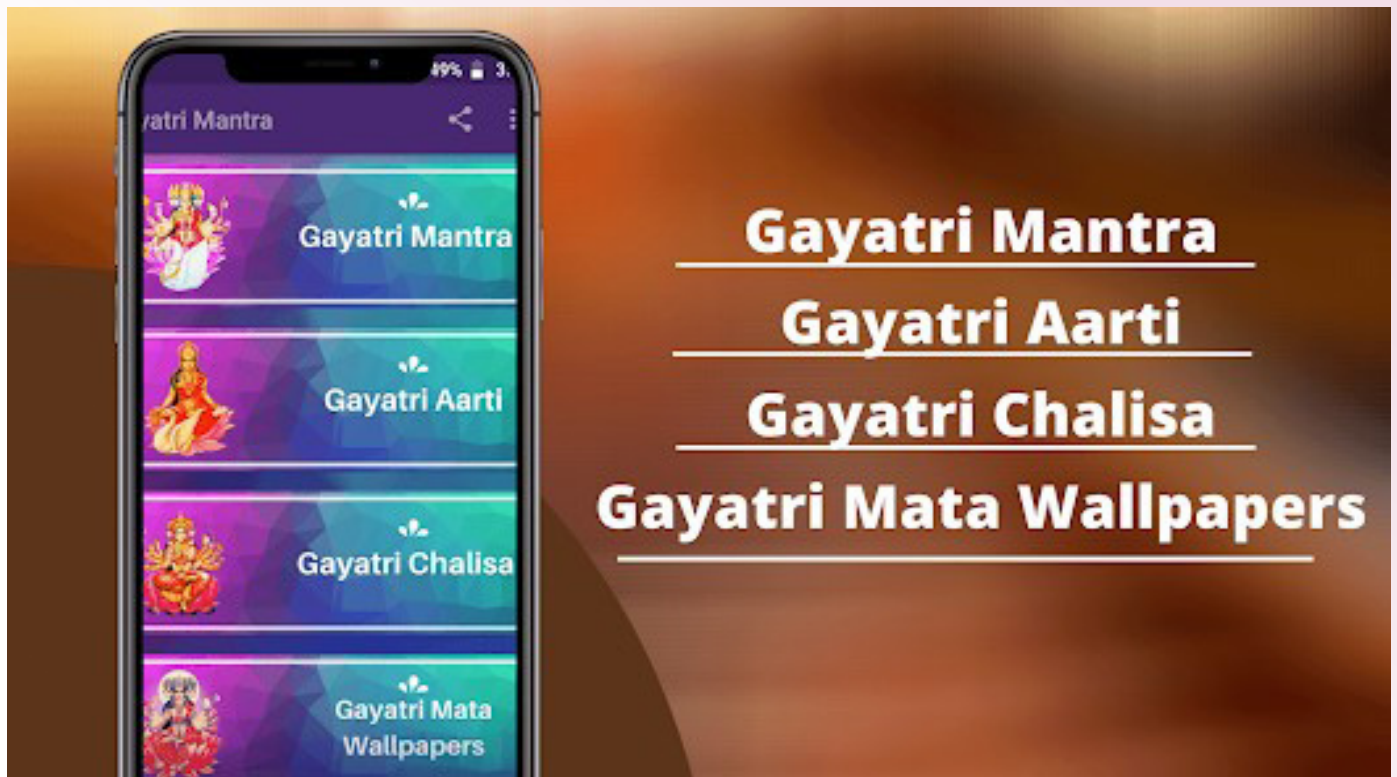 49%
Mantra
Gayatri Mantra
Gayatri Aarti
Gayatri Chalisa
Gayatri Mata
Wallpapers
Gayatri Mantra
Gayatri Aarti
Gayatri Chalisa
Gayatri Mata Wallpapers